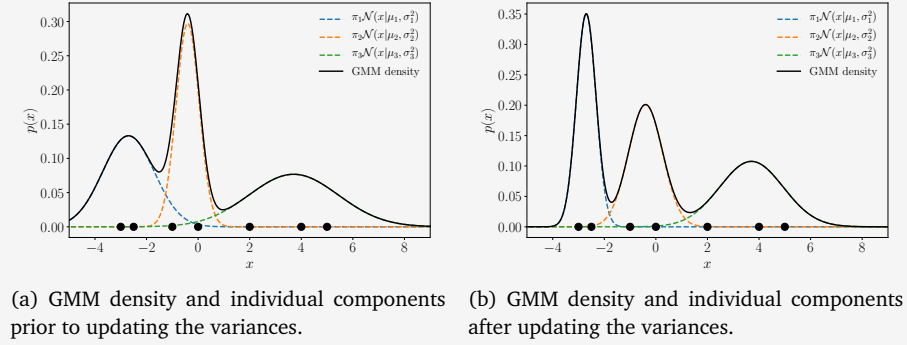 0.30
0.25
0.20
0.15
0.10
0.05
0.00
p(x)
−4 −2 0 2 4 6 8
x
π₁N(x|μ₁, σ₁²)
π₂N(x|μ₂, σ₂²)
π₃N(x|μ₃, σ₃²)
GMM density
(a) GMM density and individual components
prior to updating the variances.
0.35
0.30
0.25
0.20
0.15
0.10
0.05
0.00
p(x)
−4 −2 0 2 4 6 8
x
π₁N(x|μ₁, σ₁²)
π₂N(x|μ₂, σ₂²)
π₃N(x|μ₃, σ₃²)
GMM density
(b) GMM density and individual components
after updating the variances.